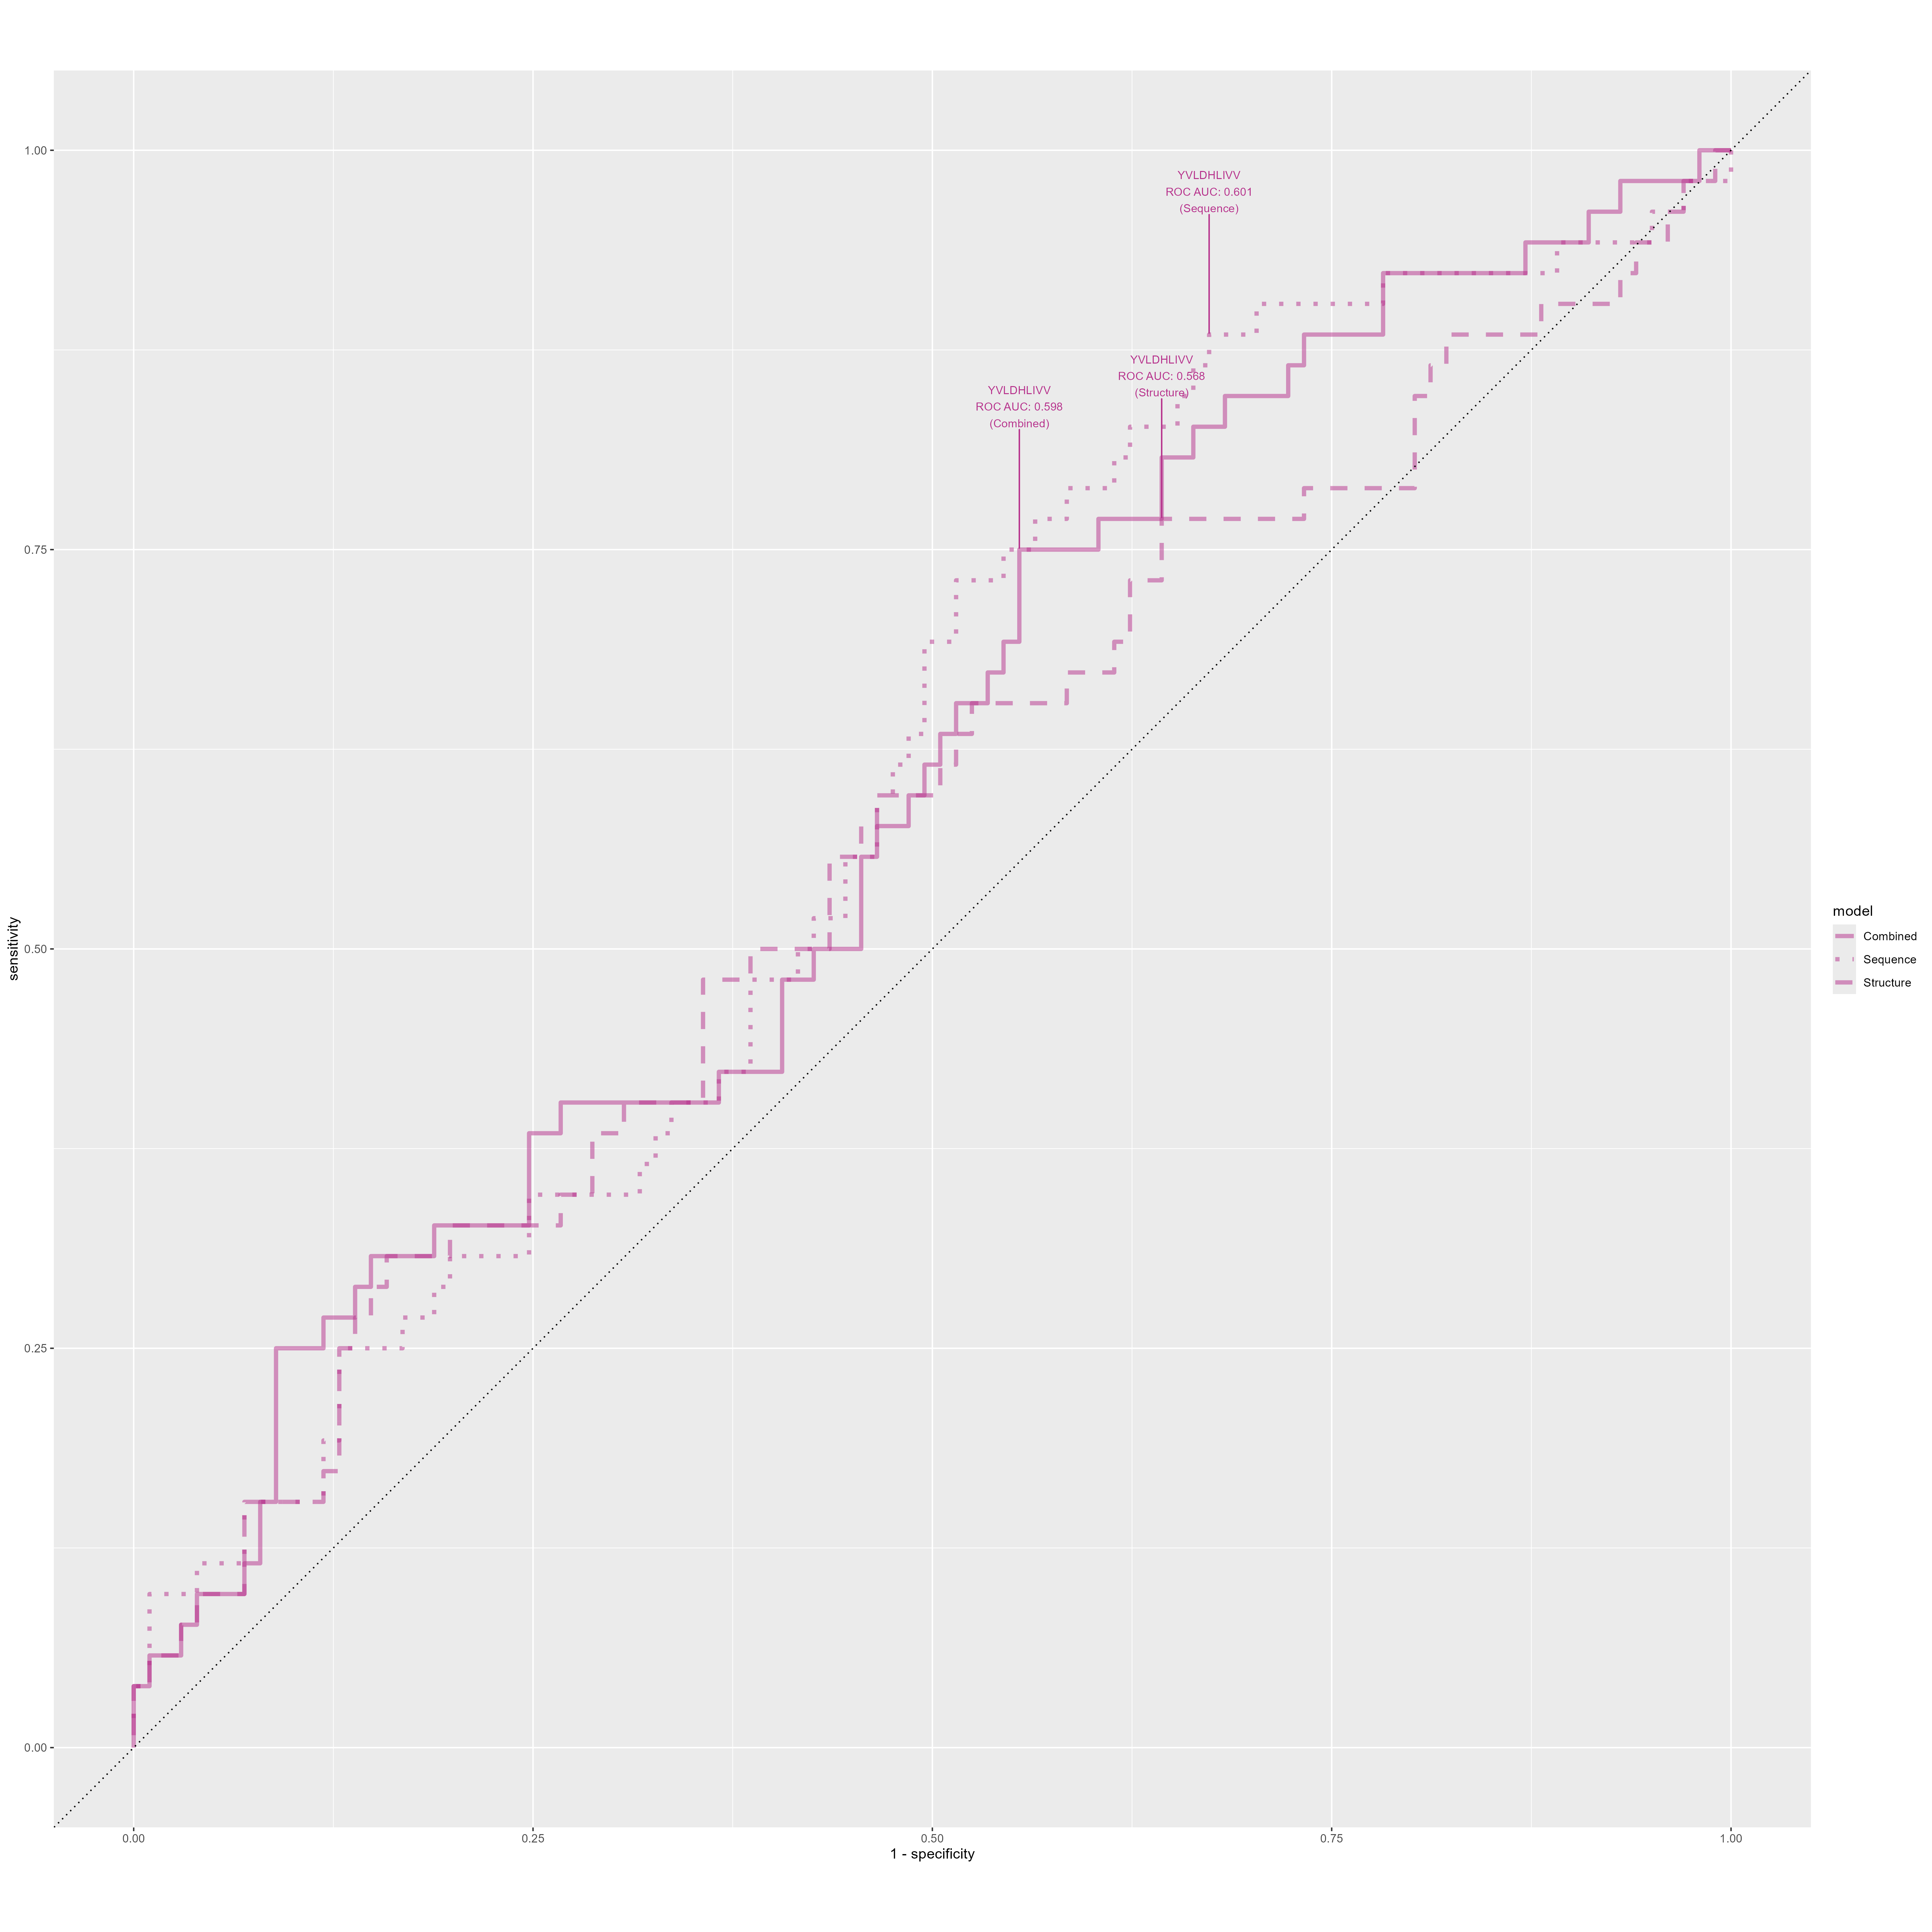 YVLDHLIVV
ROC AUC: 0.601
(Sequence)
YVLDHLIVV
ROC AUC: 0.568
(Structure)
YVLDHLIVV
ROC AUC: 0.598
(Combined)
1.00
0.75
0.50
0.25
0.00
sensitivity
0.00
0.25
0.50
0.75
1.00
1 - specificity
model
Combined
Sequence
Structure